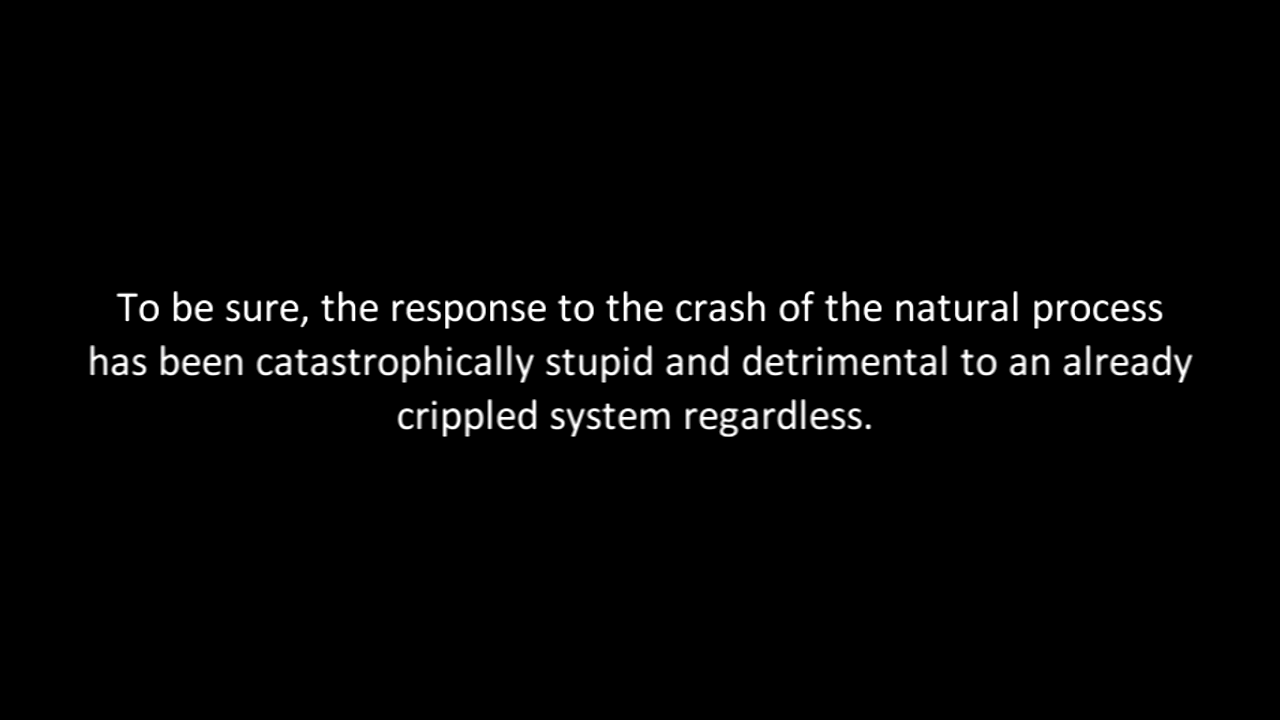 To be sure, the response to the crash of the natural process
has been catastrophically stupid and detrimental to an already
crippled system regardless.